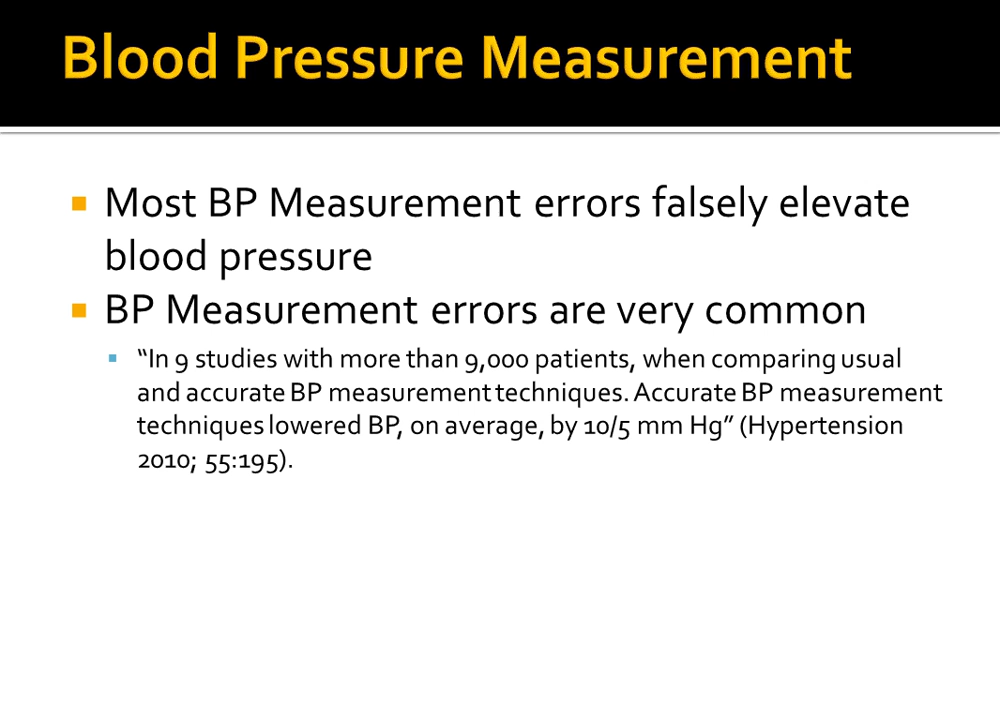 Blood Pressure Measurement
Most BP Measurement errors falsely elevate
blood pressure
BP Measurement errors are very common
“In 9 studies with more than 9,000 patients, when comparing usual
and accurate BP measurement techniques. Accurate BP measurement
techniques lowered BP, on average, by 10/5 mm Hg” (Hypertension
2010; 55:195).